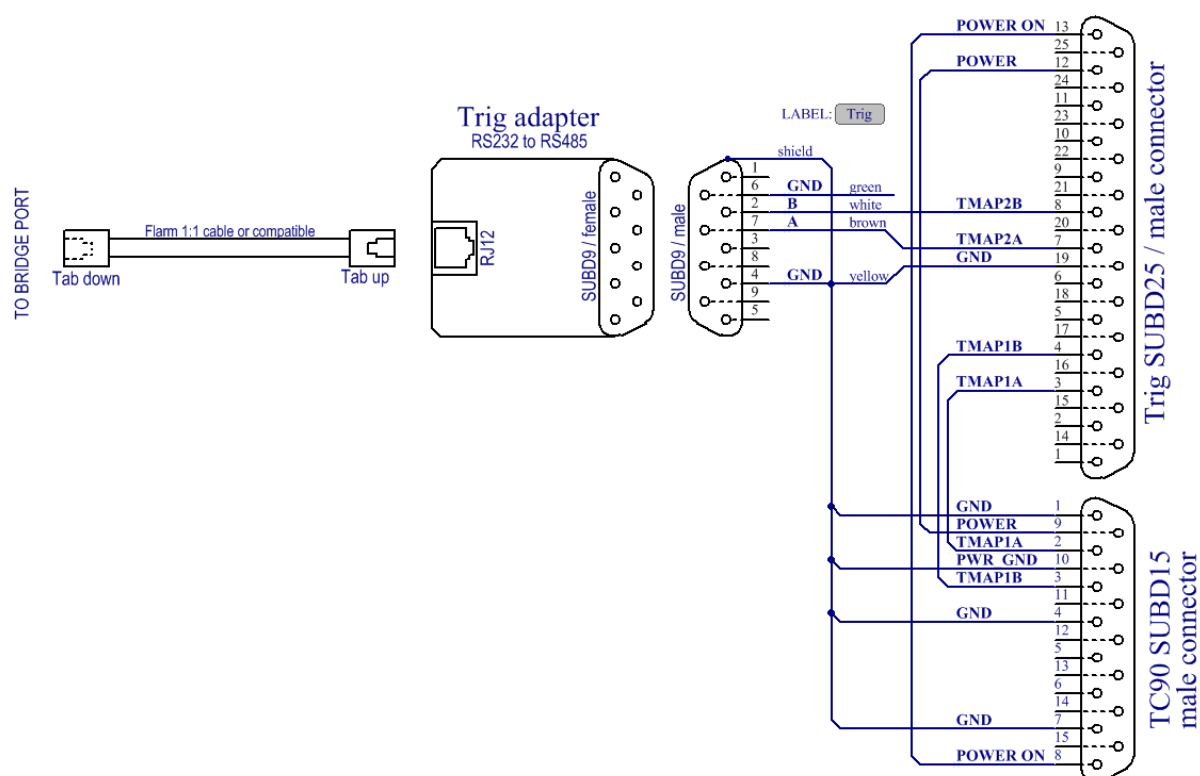 TO BRIDGE PORT
Tab down
Flarm 1:1 cable or compatible
Tab up
Trig adapter
RS232 to RS485
RJ12
SUBD9 / female
SUBD9 / male
LABEL: Trig
shield
1
6 GND green
2 B white
7 A brown
3
8
4 GND yellow
9
5
POWER ON 13
25
POWER 12
24
11
23
10
22
9
21
TMAP2B 8
20
TMAP2A 7
GND 19
6
18
5
17
TMAP1B 4
16
TMAP1A 3
15
2
14
1
Trig SUBD25 / male connector
GND 1
POWER 9
TMAP1A 2
PWR GND 10
TMAP1B 3
11
GND 4
12
5
13
6
14
GND 7
15
POWER ON 8
TC90 SUBD15
male connector